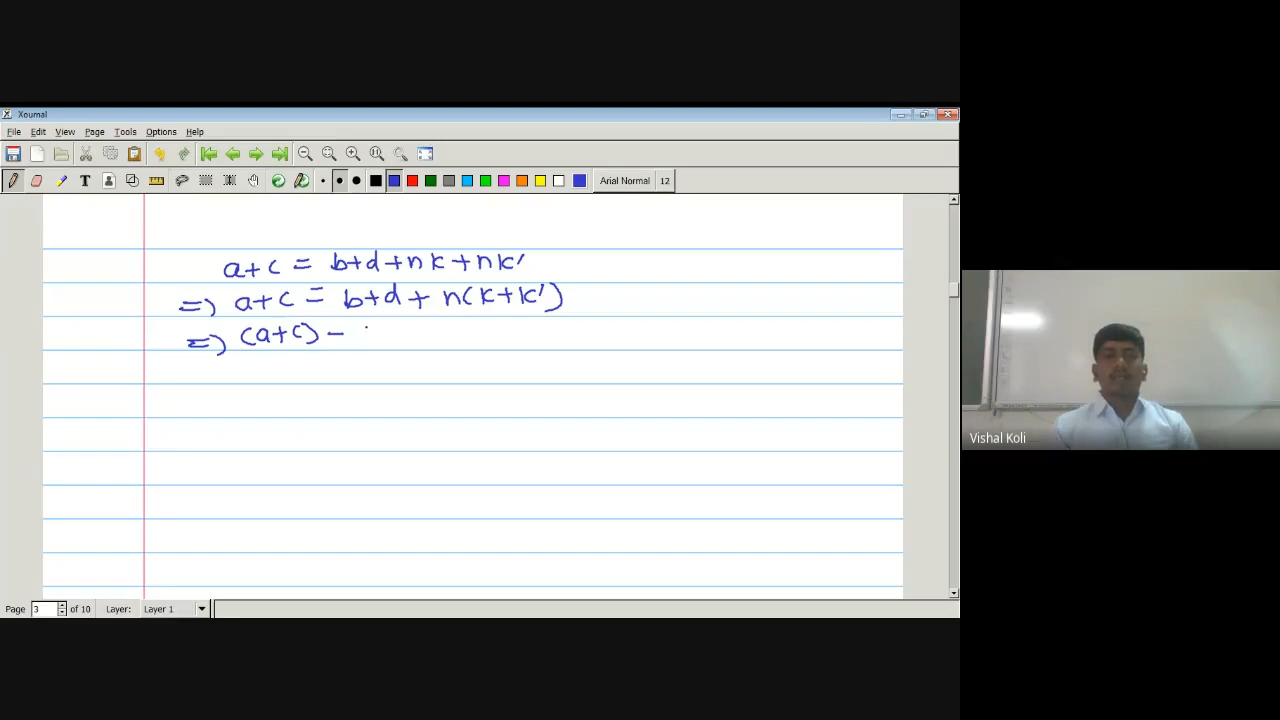 Xournal
File Edit View Page Tools Options Help
T Arial Normal 12
a+c = b+d+nk+nk'
=) a+c = b+d + n(k+k')
=) (a+c) -
Vishal Koli
Page 3 of 10 Layer: Layer 1